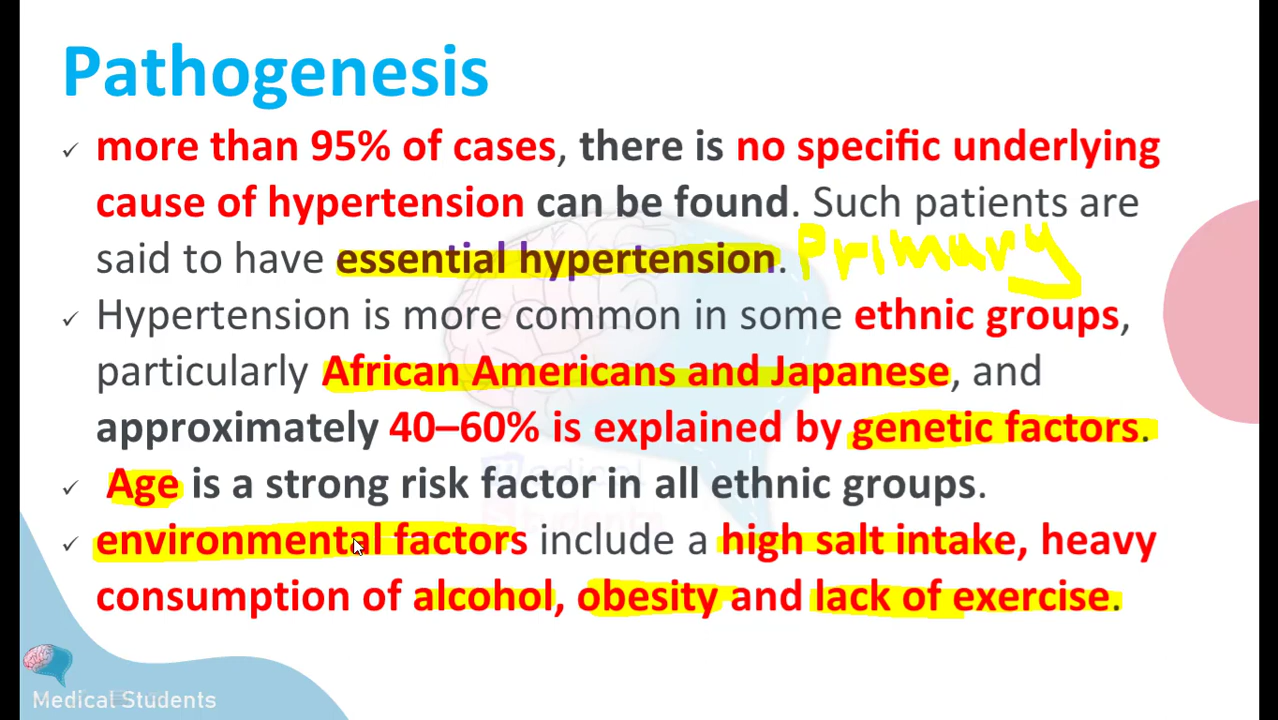 Pathogenesis
✓ more than 95% of cases, there is no specific underlying
cause of hypertension can be found. Such patients are
said to have essential hypertension. Primary
✓ Hypertension is more common in some ethnic groups,
particularly African Americans and Japanese, and
approximately 40–60% is explained by genetic factors.
✓ Age is a strong risk factor in all ethnic groups.
✓ environmental factors include a high salt intake, heavy
consumption of alcohol, obesity and lack of exercise.
Medical
Students
Medical Students